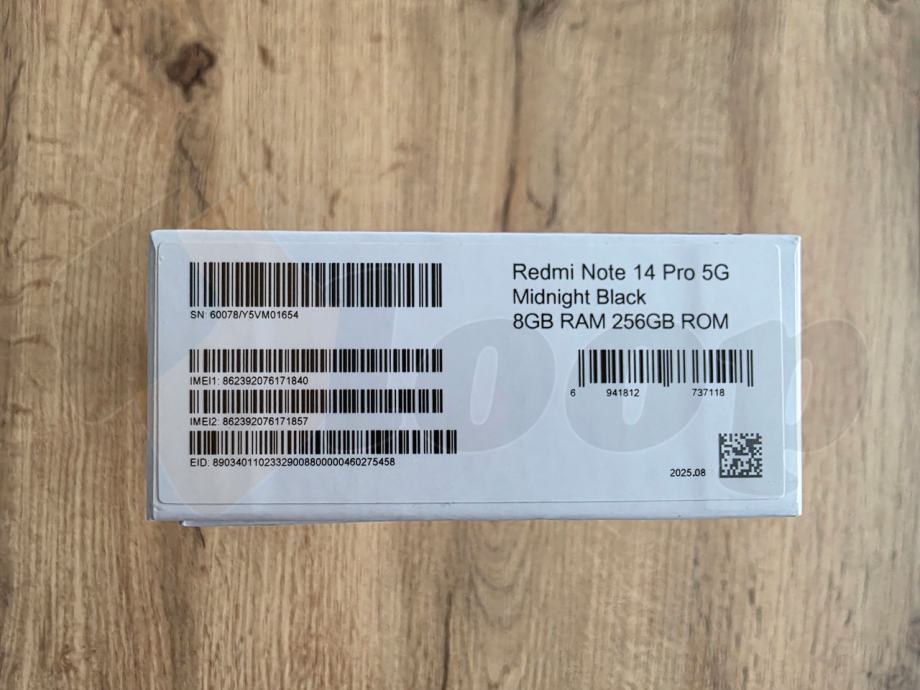 SN: 60078/Y5VM01654
IMEI1: 862392076171840
IMEI2: 862392076171857
EID: 89034011023329008800000460275458
Redmi Note 14 Pro 5G
Midnight Black
8GB RAM 256GB ROM
6 941812 737118
2025.08
loop